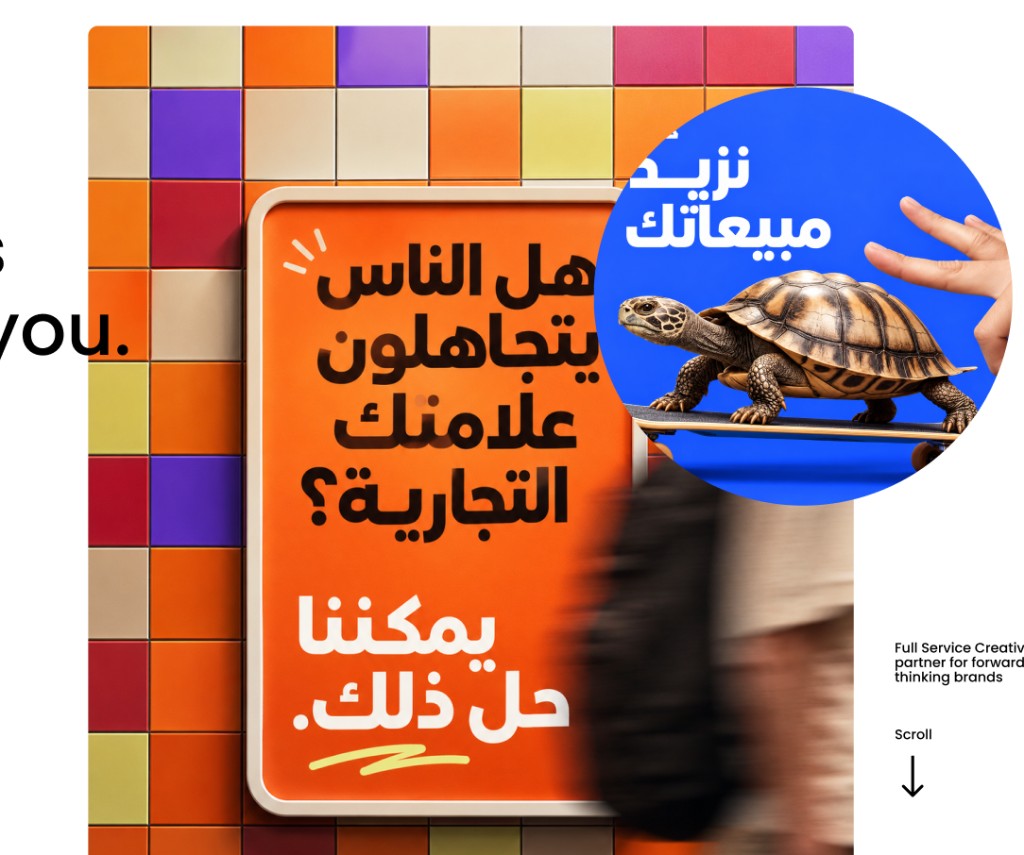 you.
هل الناس
يتجاهلون
علامنك
التجارية؟
يمكننا
حل ذلك.
نزيد
مبيعاتك
Full Service Creativ
partner for forward
thinking brands
Scroll